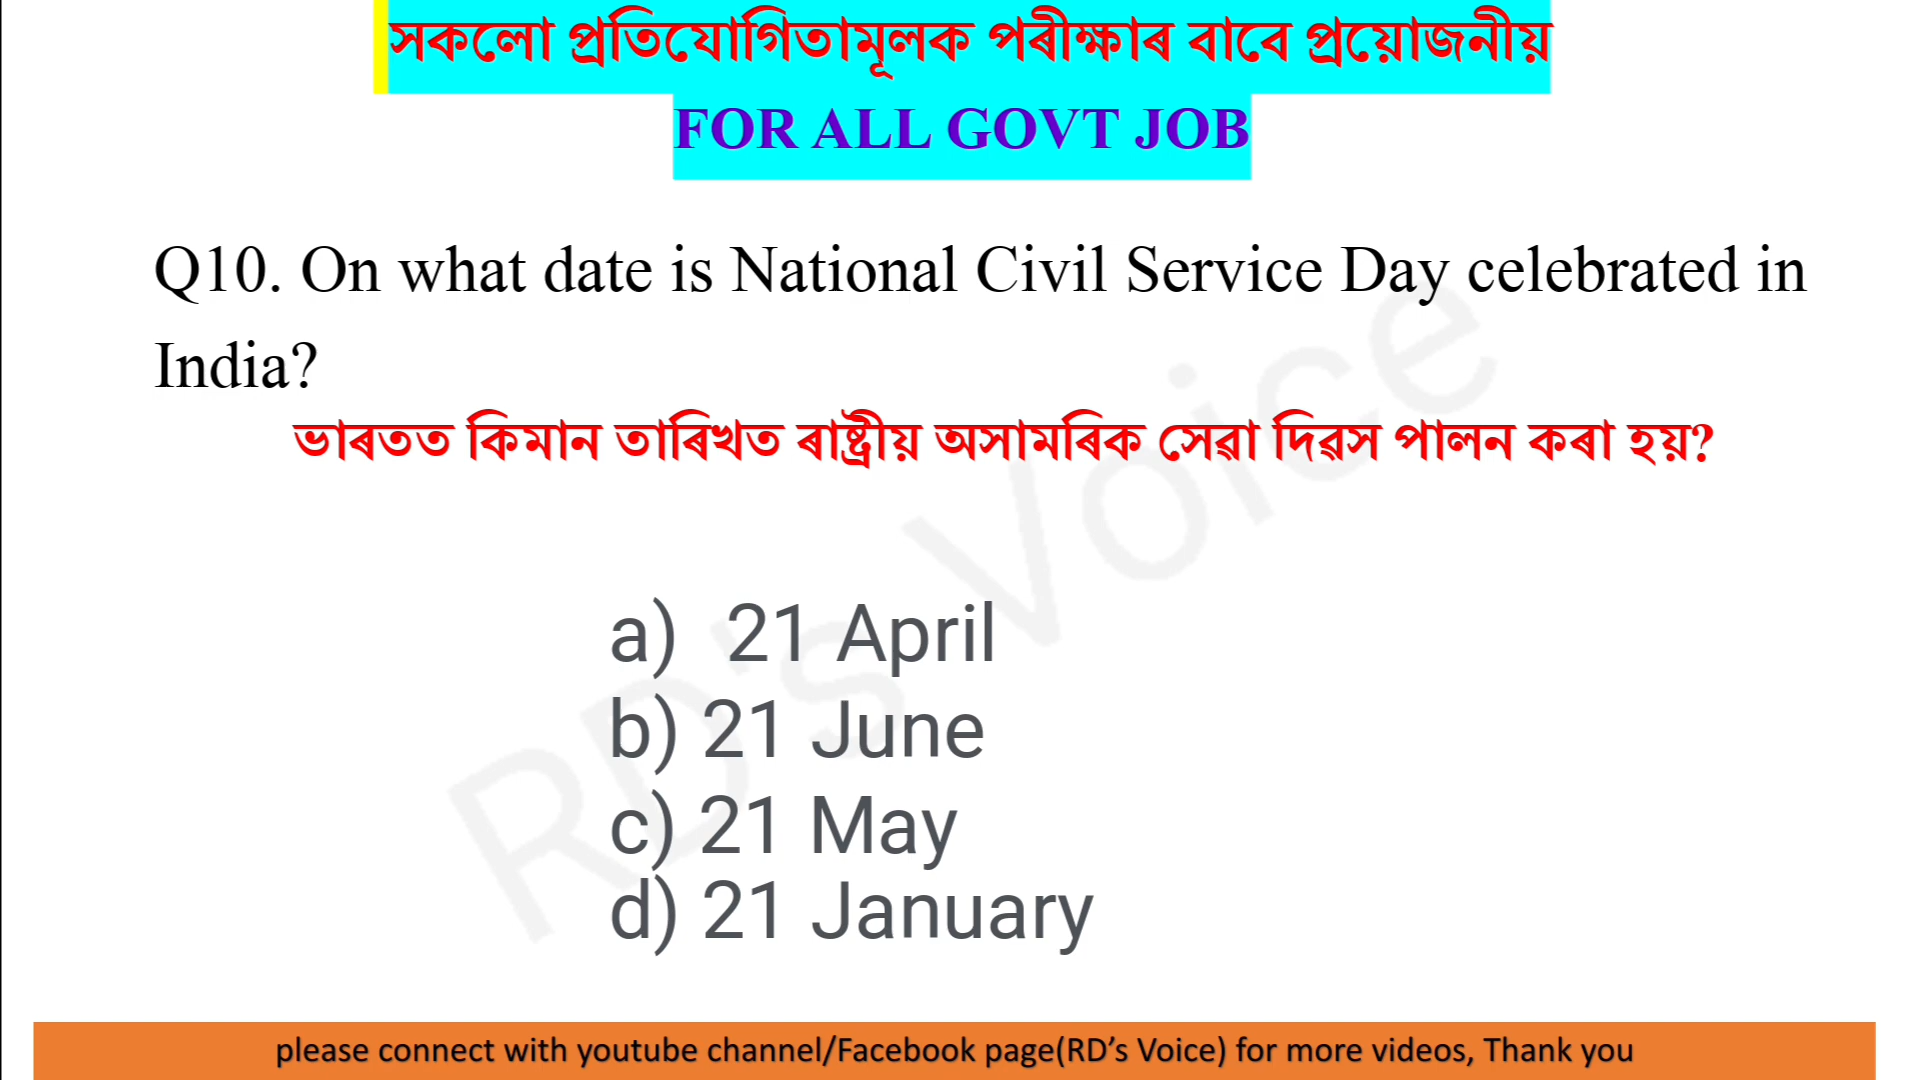 সকলো প্ৰতিযোগিতামূলক পৰীক্ষাৰ বাবে প্ৰয়োজনীয়
FOR ALL GOVT JOB
Q10. On what date is National Civil Service Day celebrated in
India?
ভাৰতত কিমান তাৰিখত ৰাষ্ট্ৰীয় অসামৰিক সেৱা দিৱস পালন কৰা হয়?
RD's Voice
a) 21 April
b) 21 June
c) 21 May
d) 21 January
please connect with youtube channel/Facebook page(RD’s Voice) for more videos, Thank you